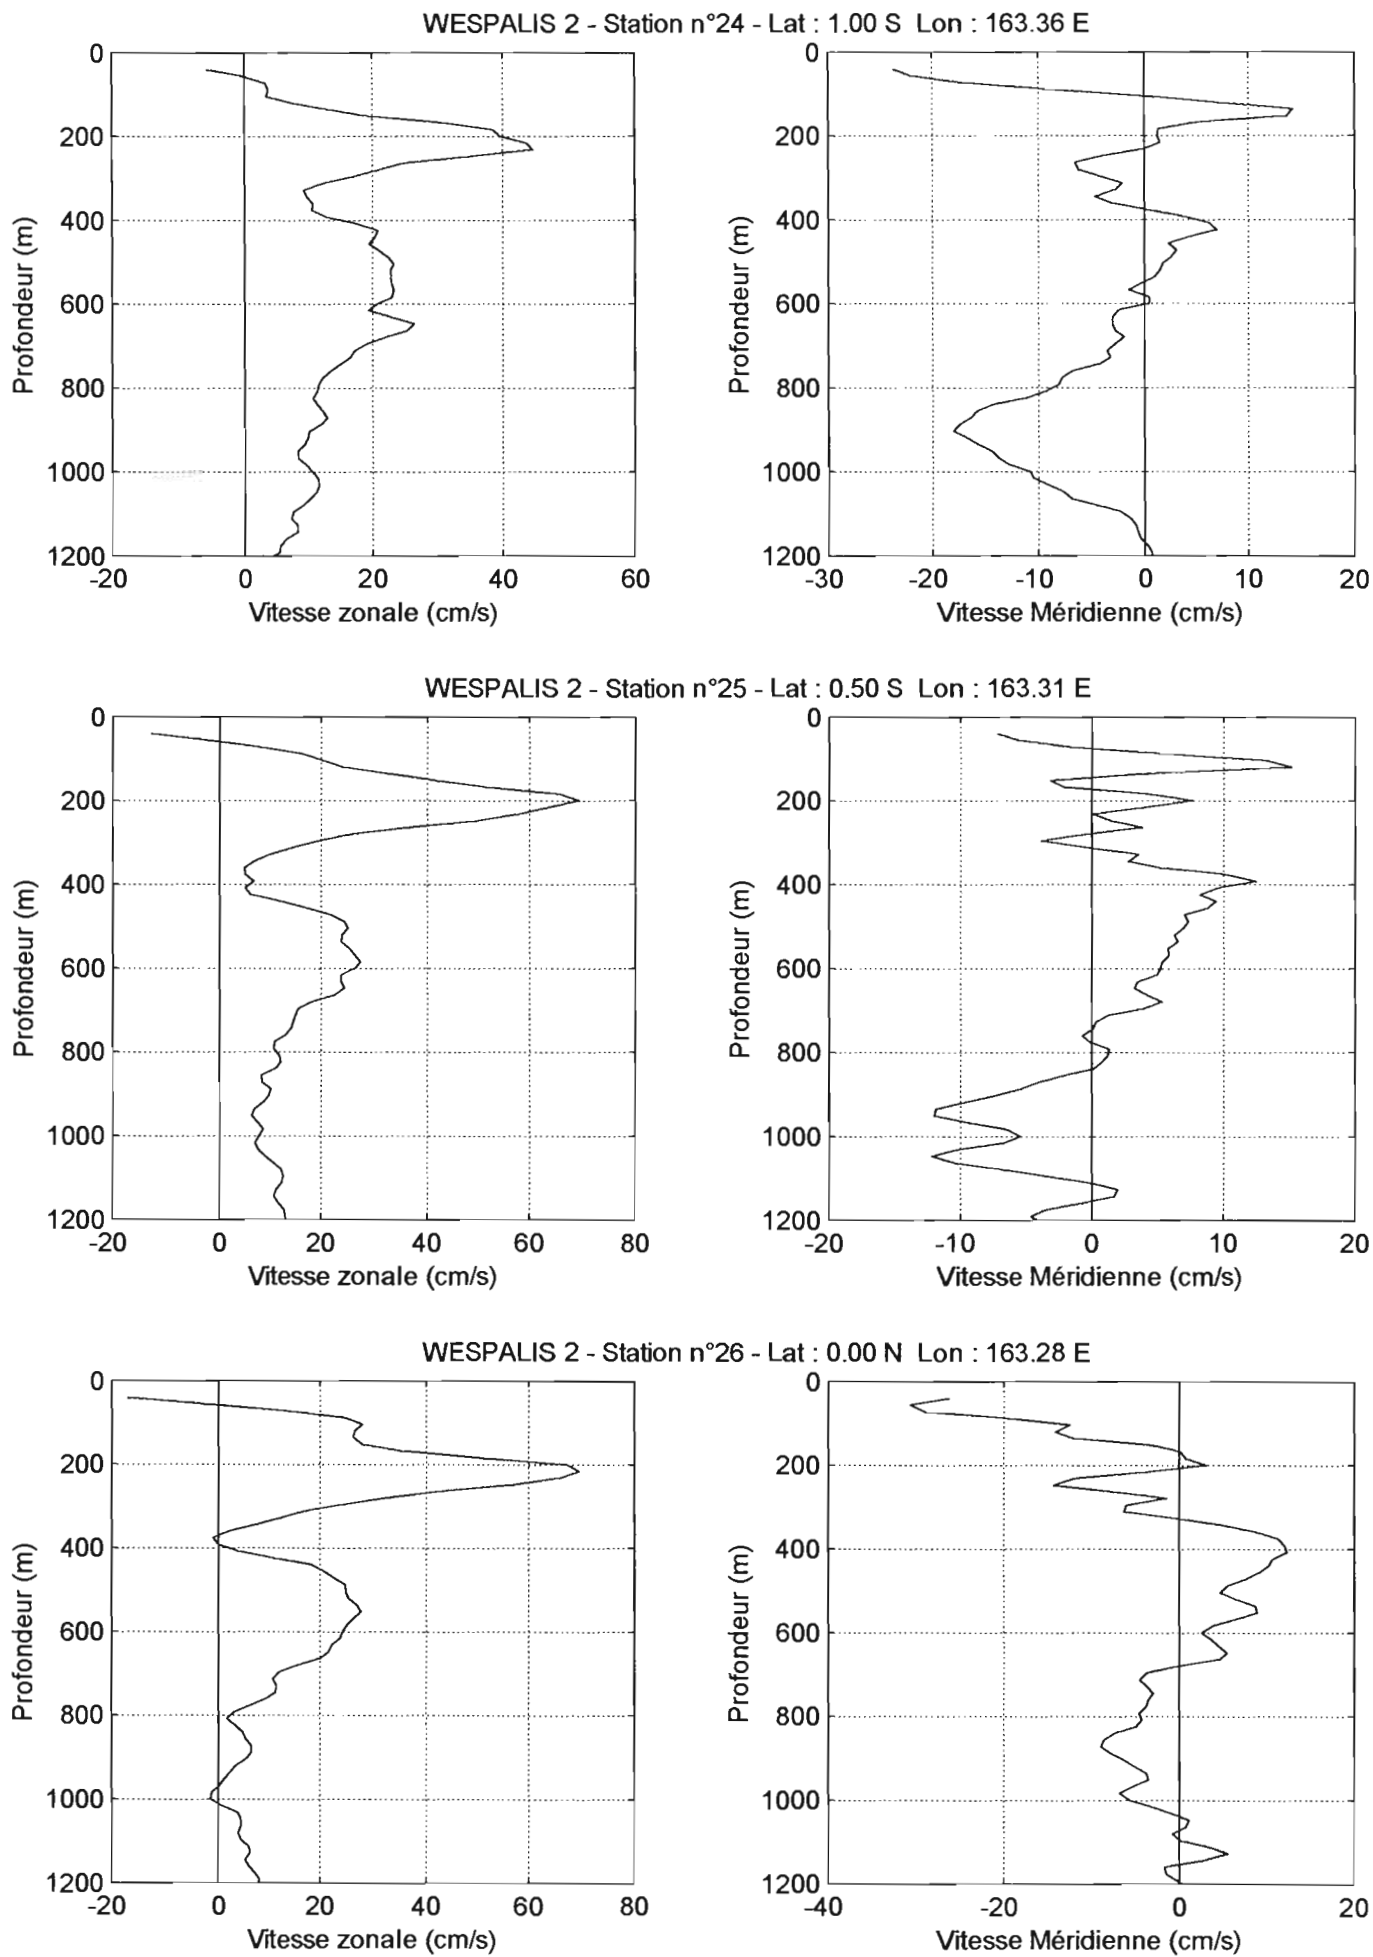 WESPALIS 2 - Station n°24 - Lat : 1.00 S Lon : 163.36 E
0
200
400
600
800
1000
1200
Profondeur (m)
-20 0 20 40 60
Vitesse zonale (cm/s)
0
200
400
600
800
1000
1200
Profondeur (m)
-30 -20 -10 0 10 20
Vitesse Méridienne (cm/s)
WESPALIS 2 - Station n°25 - Lat : 0.50 S Lon : 163.31 E
0
200
400
600
800
1000
1200
Profondeur (m)
-20 0 20 40 60 80
Vitesse zonale (cm/s)
0
200
400
600
800
1000
1200
Profondeur (m)
-20 -10 0 10 20
Vitesse Méridienne (cm/s)
WESPALIS 2 - Station n°26 - Lat : 0.00 N Lon : 163.28 E
0
200
400
600
800
1000
1200
Profondeur (m)
-20 0 20 40 60 80
Vitesse zonale (cm/s)
0
200
400
600
800
1000
1200
Profondeur (m)
-40 -20 0 20
Vitesse Méridienne (cm/s)